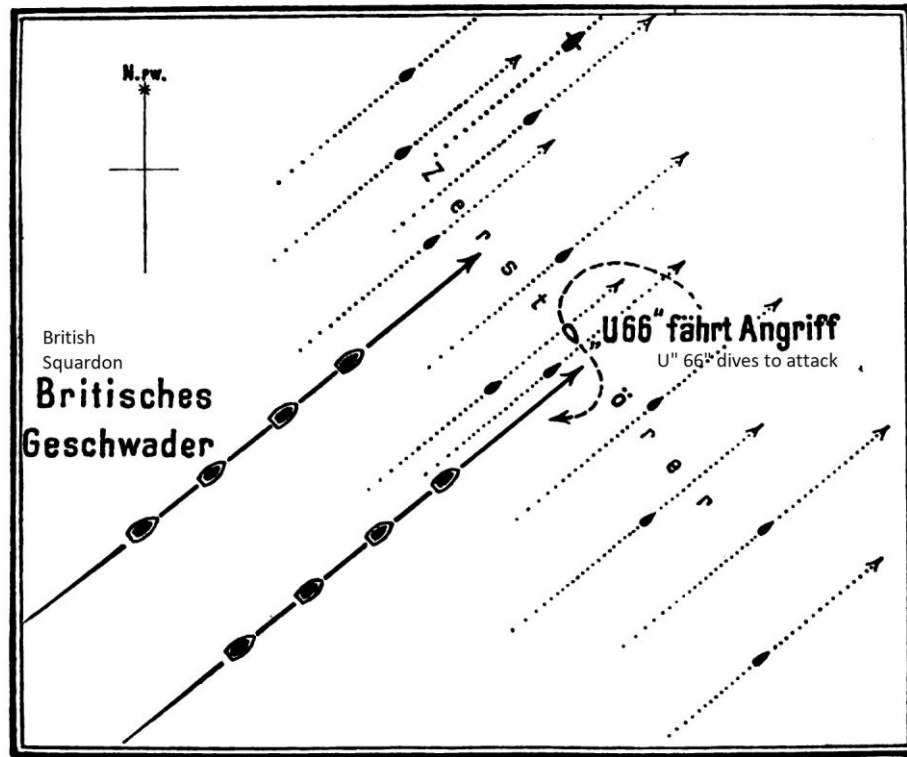 N.rw.
Zerstörer
British
Squardon
Britisches
Geschwader
„U66“ fährt Angriff
U" 66" dives to attack